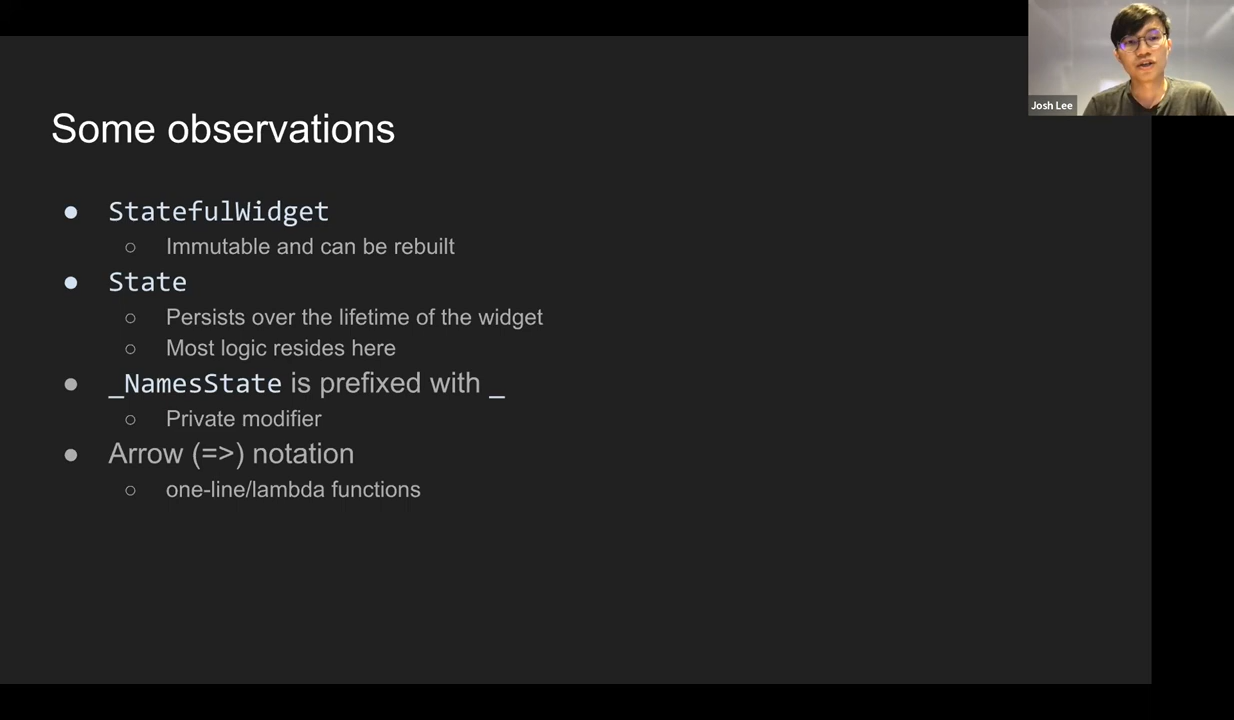 Josh Lee
Some observations
● StatefulWidget
○ Immutable and can be rebuilt
● State
○ Persists over the lifetime of the widget
○ Most logic resides here
● _NamesState is prefixed with _
○ Private modifier
● Arrow (=>) notation
○ one-line/lambda functions